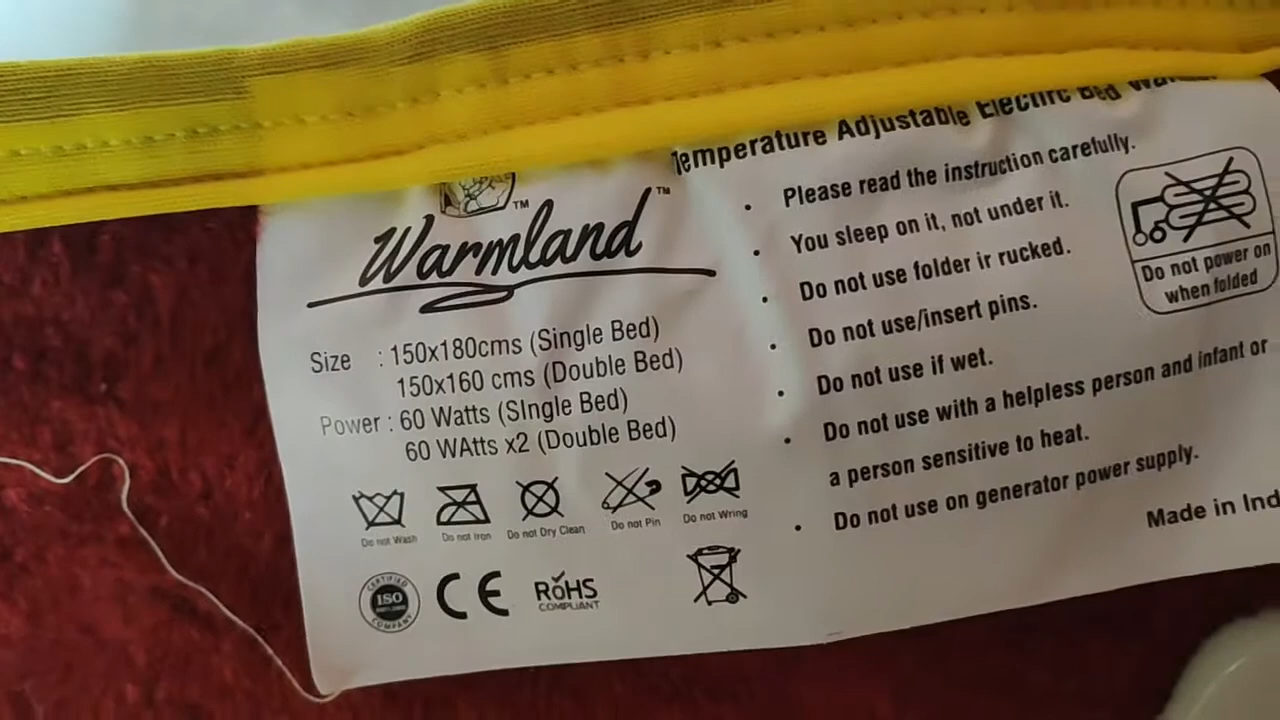 Temperature Adjustable Electirc Bed
Warmland™
™
Size : 150x180cms (Single Bed)
150x160 cms (Double Bed)
Power : 60 Watts (SIngle Bed)
60 WAtts x2 (Double Bed)
Do not Wash
Do not Iron
Do not Dry Clean
Do not Pin
Do not Wring
CERTIFIED
ISO
COMPANY
CE
RoHS
COMPLIANT
• Please read the instruction carefully.
• You sleep on it, not under it.
• Do not use folder ir rucked.
• Do not use/insert pins.
• Do not use if wet.
• Do not use with a helpless person and infant or
a person sensitive to heat.
• Do not use on generator power supply.
Do not power on
when folded
Made in Ind